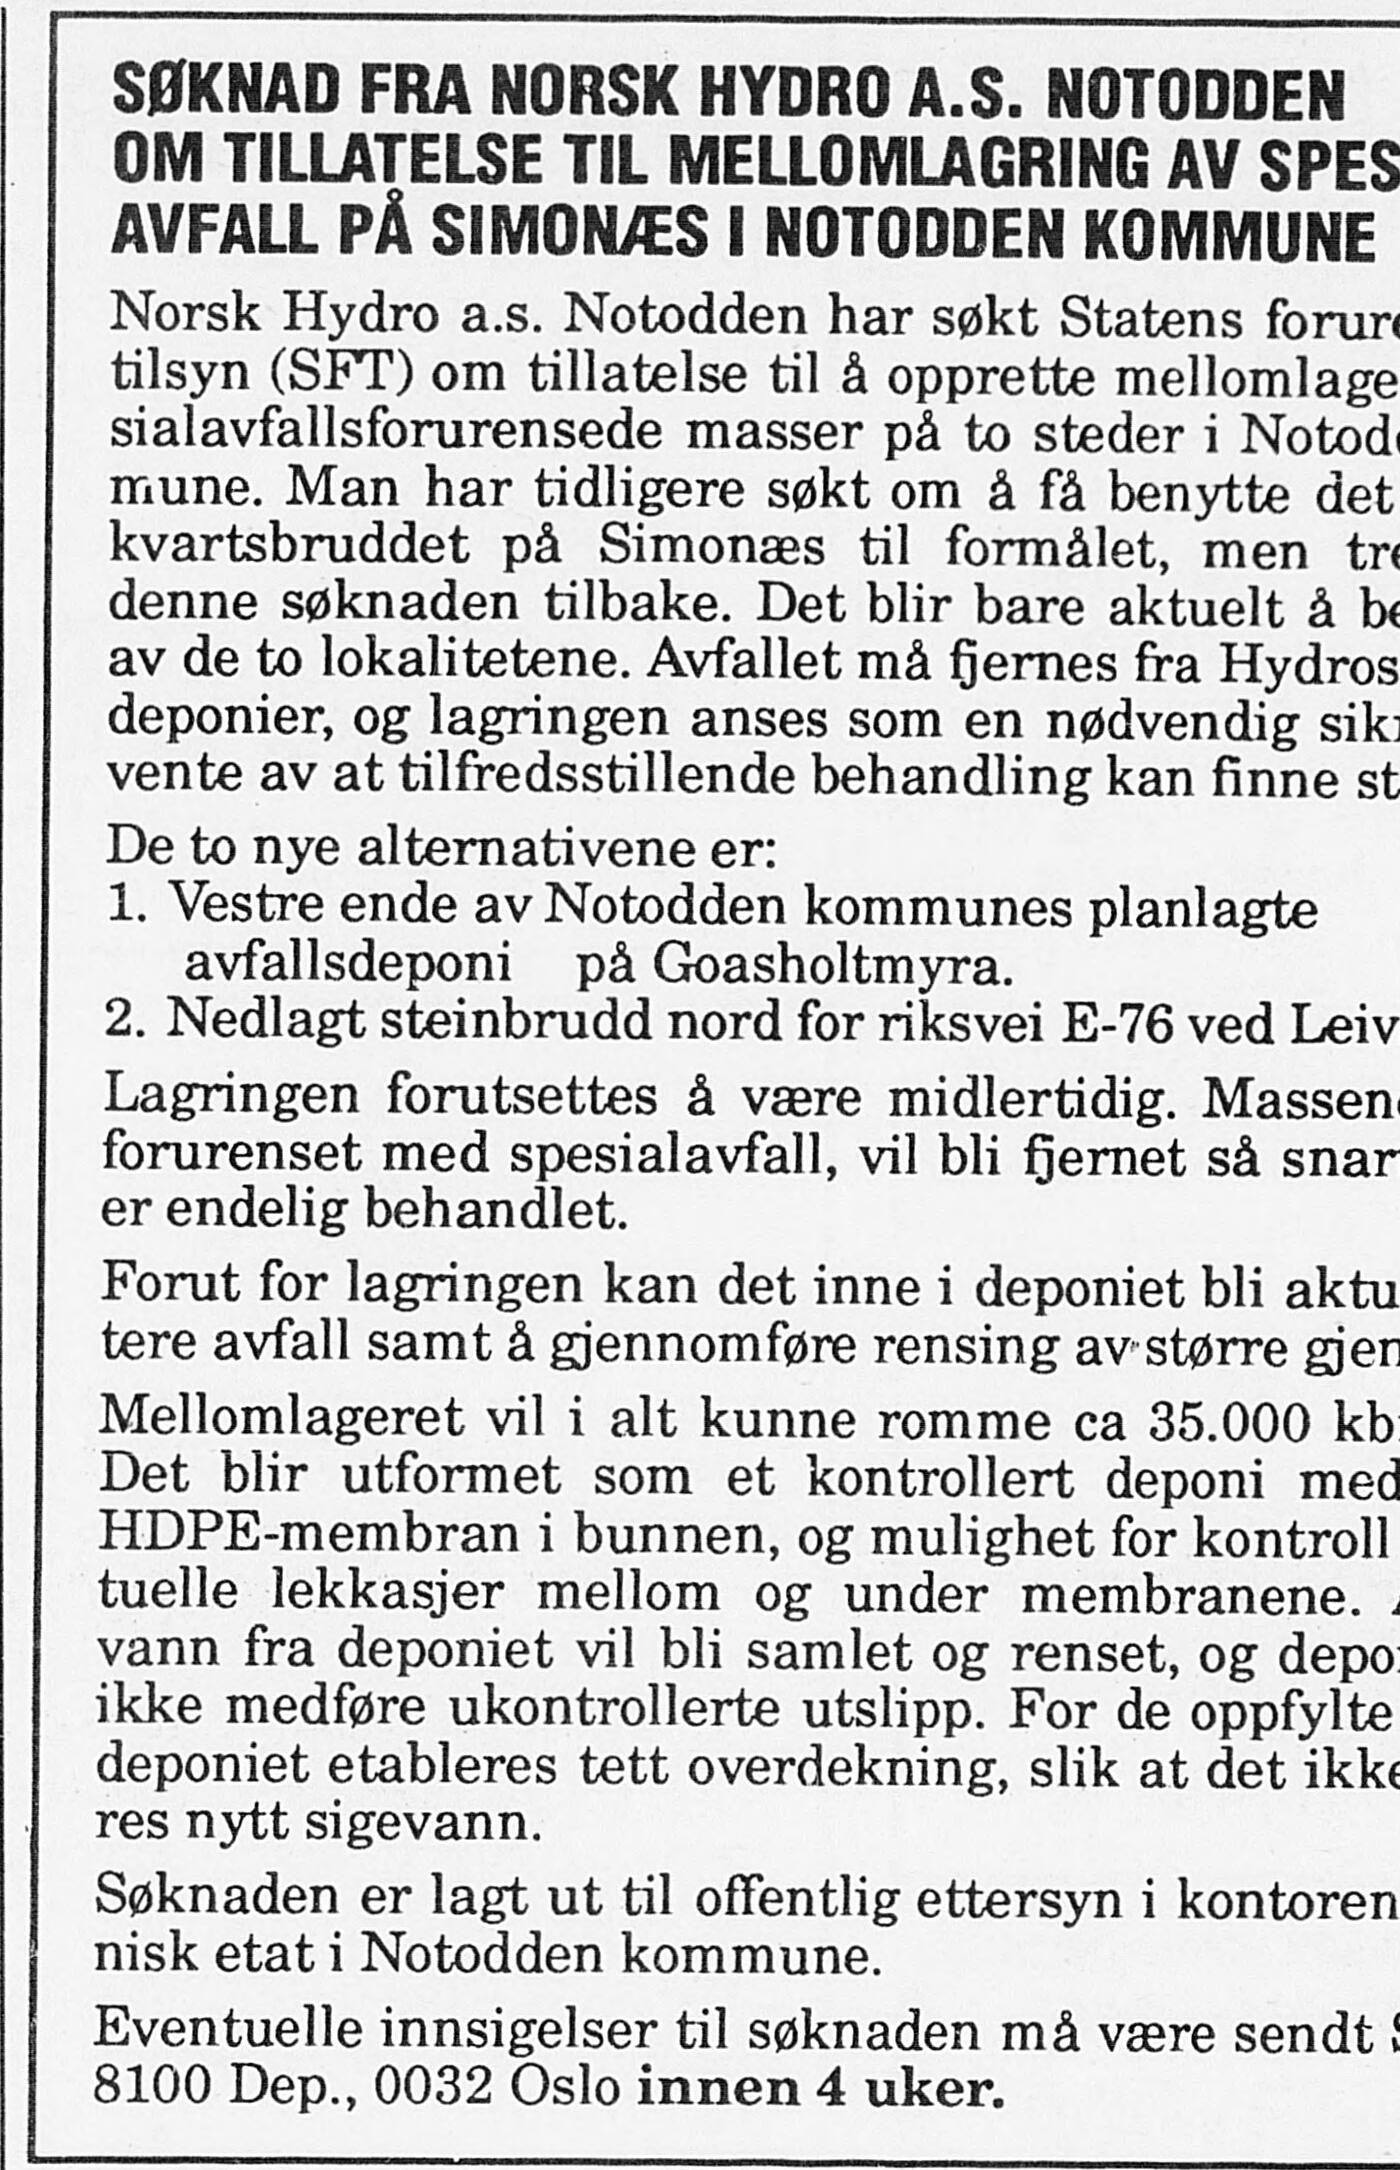 SØKNAD FRA NORSK HYDRO A.S. NOTODDEN
OM TILLATELSE TIL MELLOMLAGRING AV SPES
AVFALL PÅ SIMONÆS I NOTODDEN KOMMUNE
Norsk Hydro a.s. Notodden har søkt Statens forure
tilsyn (SFT) om tillatelse til å opprette mellomlage
sialavfallsforurensede masser på to steder i Notodd
mune. Man har tidligere søkt om å få benytte det
kvartsbruddet på Simonæs til formålet, men tre
denne søknaden tilbake. Det blir bare aktuelt å be
av de to lokalitetene. Avfallet må fjernes fra Hydros
deponier, og lagringen anses som en nødvendig sikr
vente av at tilfredsstillende behandling kan finne st
De to nye alternativene er:
1. Vestre ende av Notodden kommunes planlagte
avfallsdeponi på Goasholtmyra.
2. Nedlagt steinbrudd nord for riksvei E-76 ved Leiv
Lagringen forutsettes å være midlertidig. Massene
forurenset med spesialavfall, vil bli fjernet så snar
er endelig behandlet.
Forut for lagringen kan det inne i deponiet bli aktu
tere avfall samt å gjennomføre rensing av større gjen
Mellomlageret vil i alt kunne romme ca 35.000 kb
Det blir utformet som et kontrollert deponi med
HDPE-membran i bunnen, og mulighet for kontroll
tuelle lekkasjer mellom og under membranene.
vann fra deponiet vil bli samlet og renset, og depo
ikke medføre ukontrollerte utslipp. For de oppfylte
deponiet etableres tett overdekning, slik at det ikke
res nytt sigevann.
Søknaden er lagt ut til offentlig ettersyn i kontoren
nisk etat i Notodden kommune.
Eventuelle innsigelser til søknaden må være sendt S
8100 Dep., 0032 Oslo innen 4 uker.